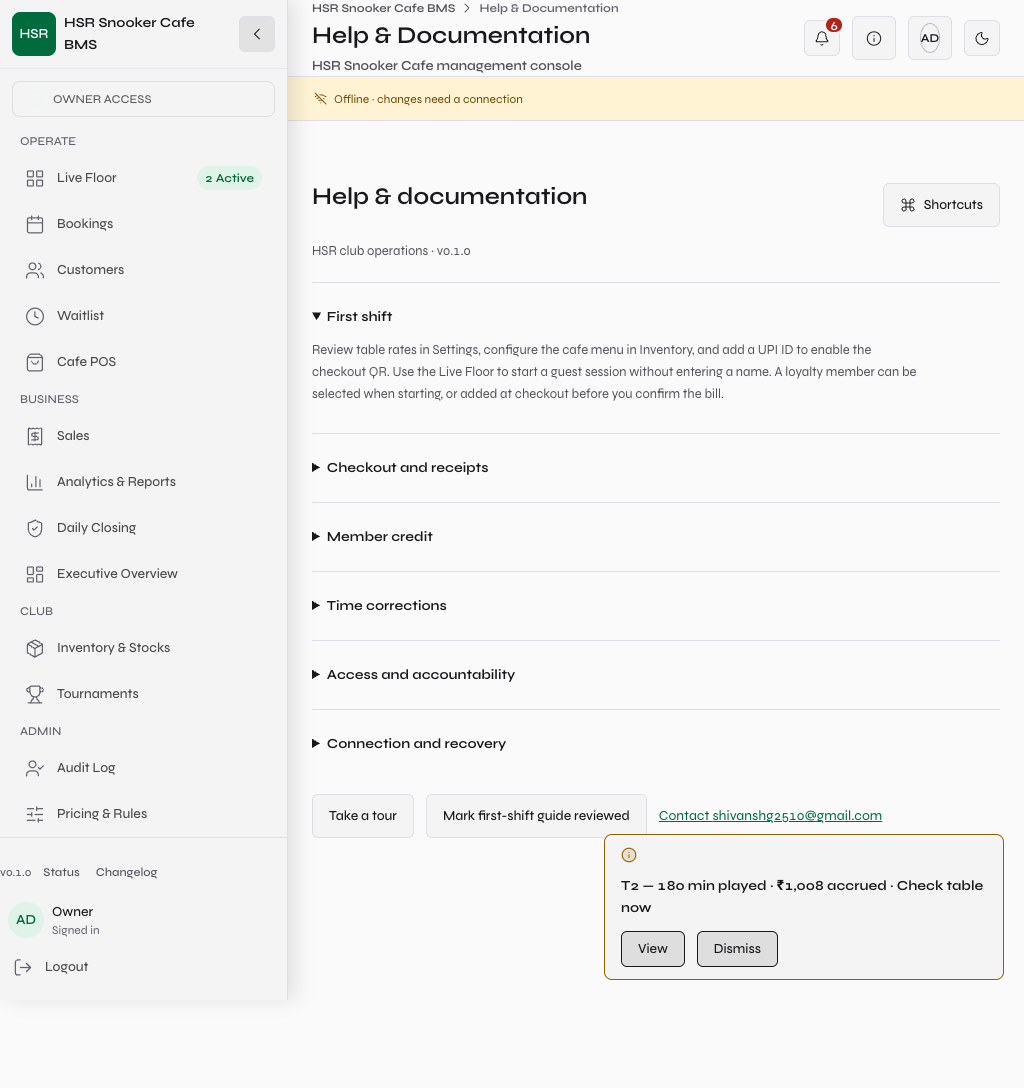 HSR
HSR Snooker Cafe
BMS
OWNER ACCESS
OPERATE
Live Floor
2 Active
Bookings
Customers
Waitlist
Cafe POS
BUSINESS
Sales
Analytics & Reports
Daily Closing
Executive Overview
CLUB
Inventory & Stocks
Tournaments
ADMIN
Audit Log
Pricing & Rules
v0.1.0 Status Changelog
AD
Owner
Signed in
Logout
HSR Snooker Cafe BMS > Help & Documentation
Help & Documentation
HSR Snooker Cafe management console
6
AD
Offline · changes need a connection
Help & documentation
Shortcuts
HSR club operations · v0.1.0
First shift
Review table rates in Settings, configure the cafe menu in Inventory, and add a UPI ID to enable the
checkout QR. Use the Live Floor to start a guest session without entering a name. A loyalty member can be
selected when starting, or added at checkout before you confirm the bill.
Checkout and receipts
Member credit
Time corrections
Access and accountability
Connection and recovery
Take a tour
Mark first-shift guide reviewed
Contact shivanshg2510@gmail.com
T2 — 180 min played · ₹1,008 accrued · Check table
now
View
Dismiss